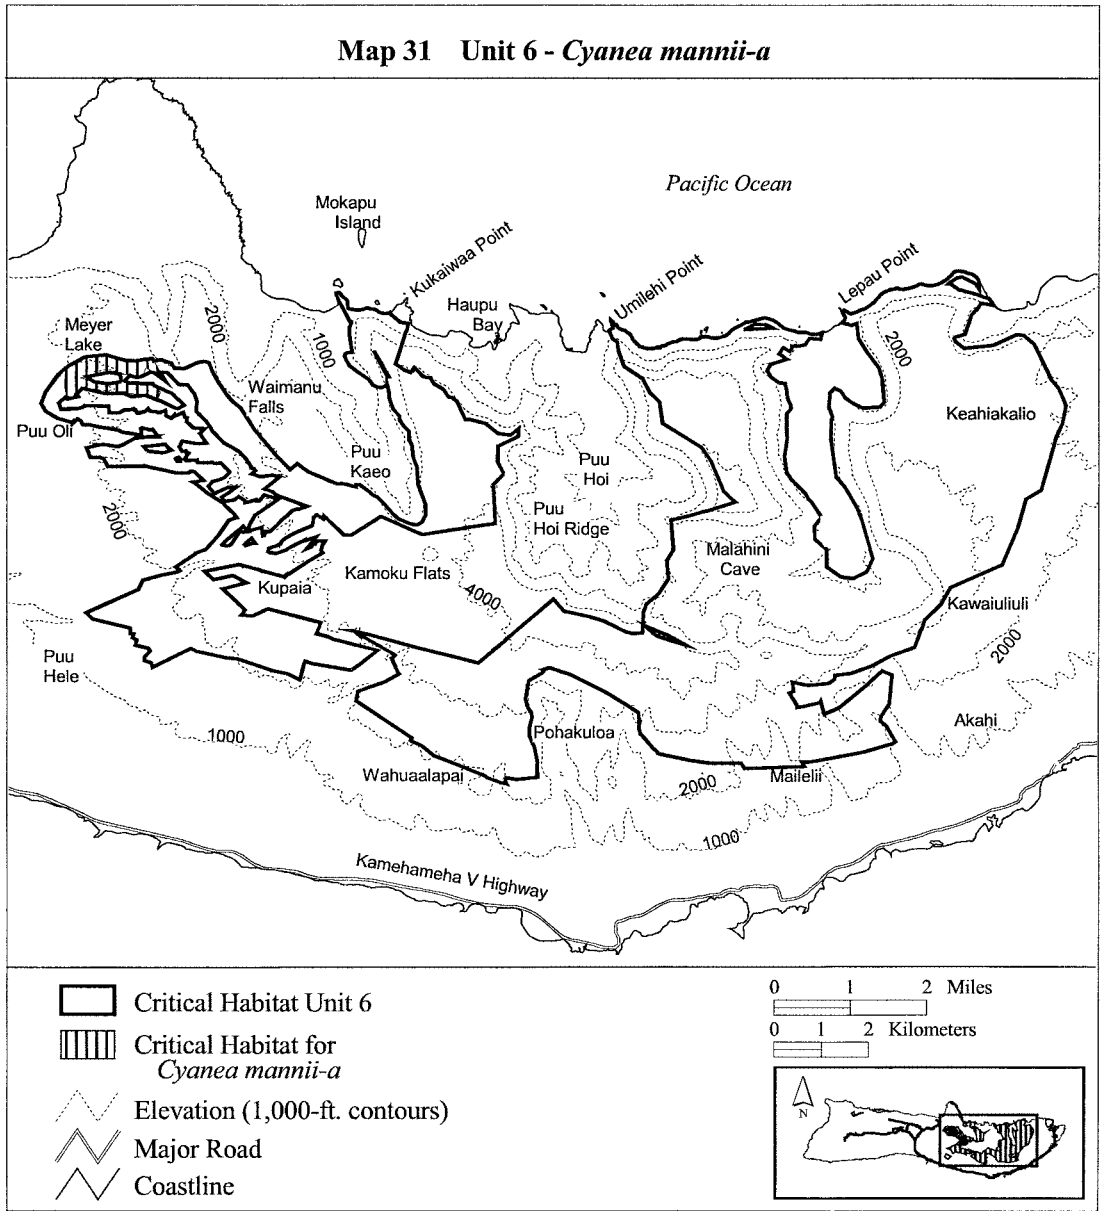 Map 31 Unit 6 - Cyanea mannii-a
Pacific Ocean
Mokapu
Island
Kukaiwaa Point
Haupu
Bay
Umilehi Point
Lepau Point
Meyer
Lake
2000
1000
2000
Waimanu
Falls
Keahiakalio
Puu Oli
Puu
Kaeo
Puu
Hoi
2000
Puu
Hoi Ridge
Malahini
Cave
Kupaia
Kamoku Flats
4000
Kawaiuliuli
2000
Puu
Hele
1000
Pohakuloa
Akahi
Wahuaalapai
2000
Mailelii
1000
Kamehameha V Highway
Critical Habitat Unit 6
Critical Habitat for
Cyanea mannii-a
Elevation (1,000-ft. contours)
Major Road
Coastline
0 1 2 Miles
0 1 2 Kilometers
N